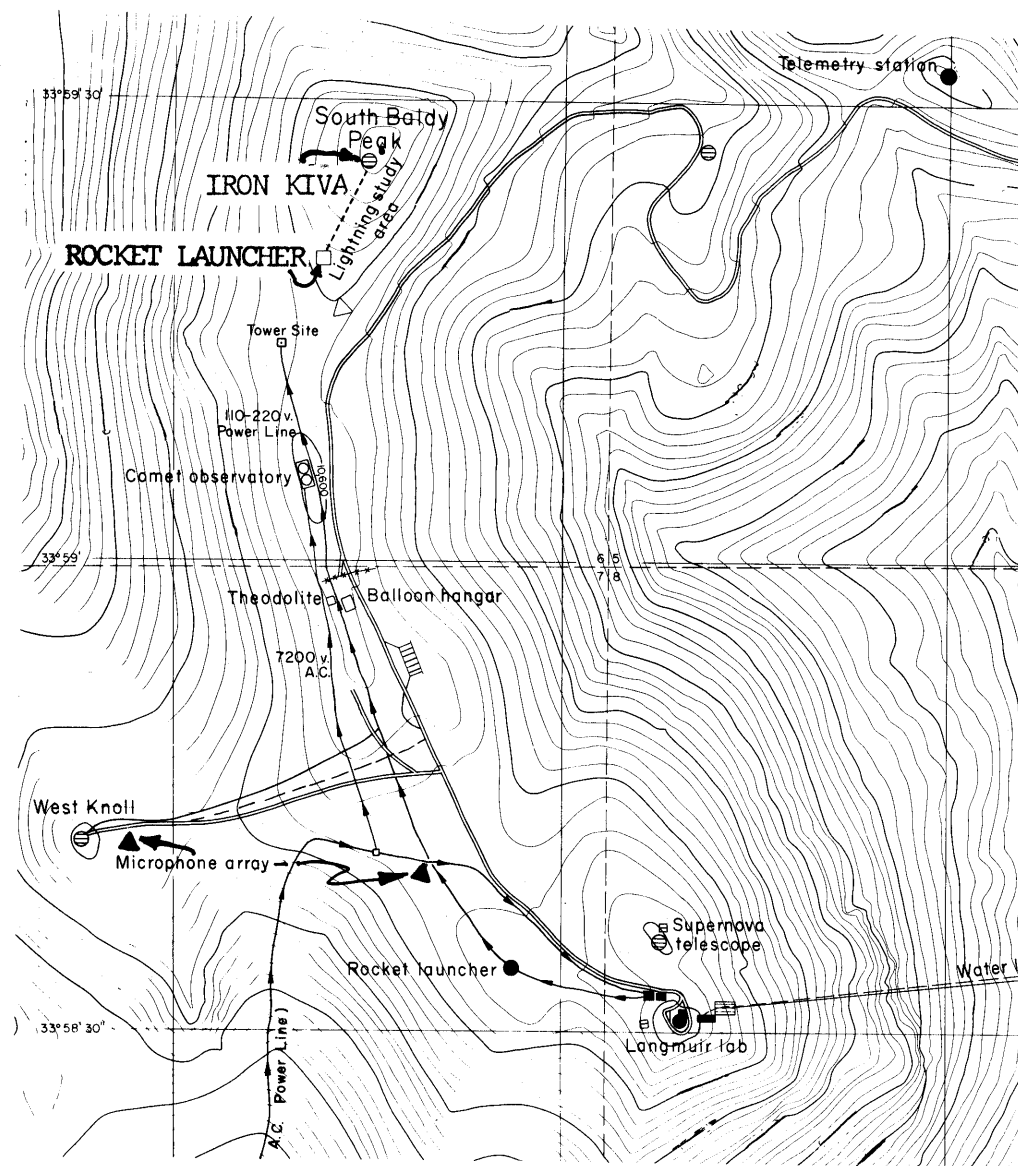 Telemetry station
33°59'30"
South Baldy
Peak
IRON KIVA
Lightning study
area
ROCKET LAUNCHER
Tower Site
110-220 v.
Power Line
Comet observatory
10,600
33°59'
6 5
7 8
Theodolite
Balloon hangar
7200 v.
A.C.
West Knoll
Microphone array
Supernova
telescope
Rocket launcher
Water
33°58'30"
Langmuir lab
A.C. Power Line)